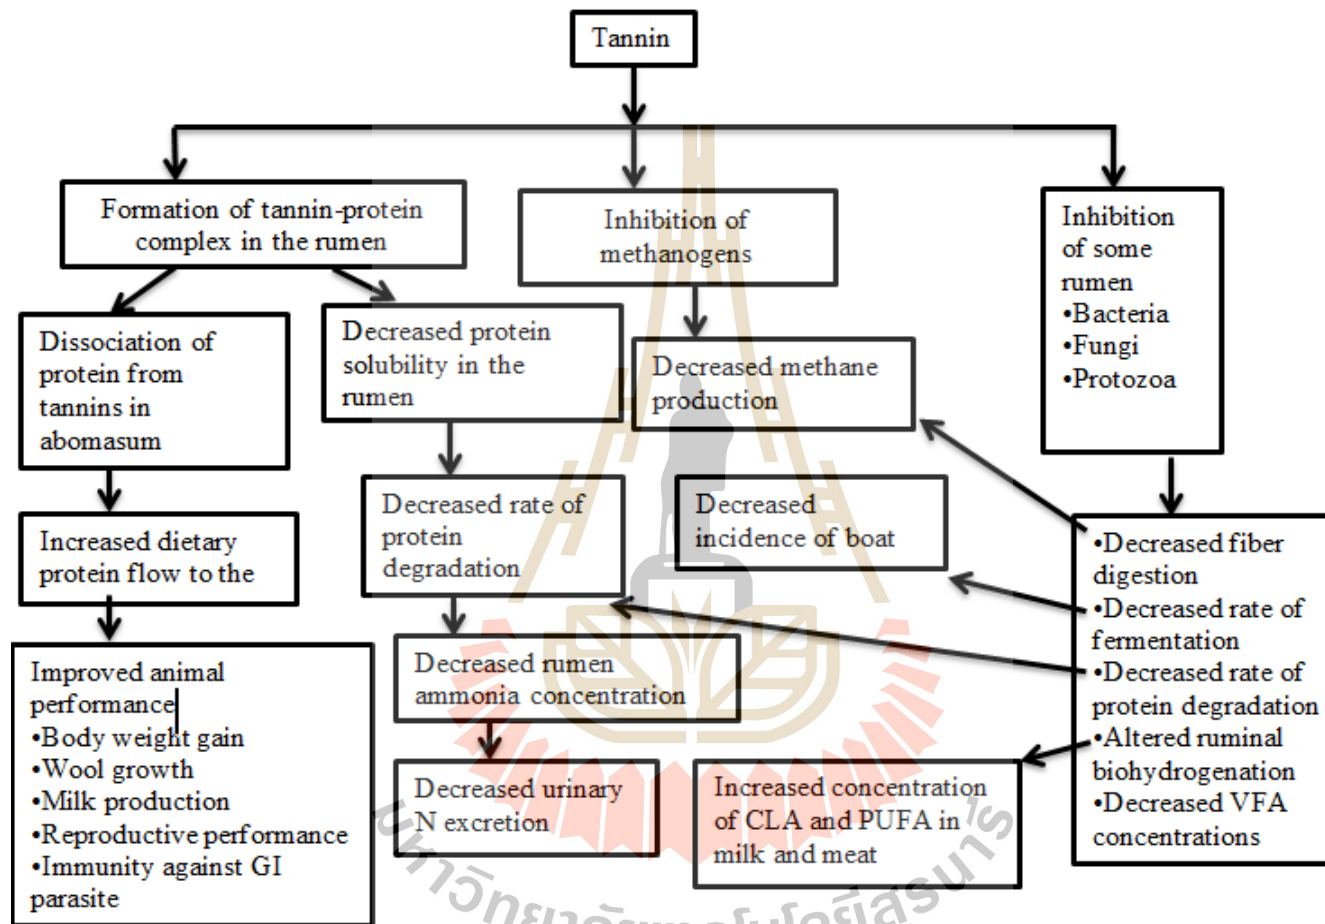 Tannin
Formation of tannin-protein
complex in the rumen
Inhibition of
methanogens
Inhibition
of some
rumen
•Bacteria
•Fungi
•Protozoa
Dissociation of
protein from
tannins in
abomasum
Decreased protein
solubility in the
rumen
Decreased methane
production
Decreased rate of
protein
degradation
Decreased
incidence of boat
Increased dietary
protein flow to the
•Decreased fiber
digestion
•Decreased rate of
fermentation
•Decreased rate of
protein degradation
•Altered ruminal
biohydrogenation
•Decreased VFA
concentrations
Improved animal
performance
•Body weight gain
•Wool growth
•Milk production
•Reproductive performance
•Immunity against GI
parasite
Decreased rumen
ammonia concentration
Decreased urinary
N excretion
Increased concentration
of CLA and PUFA in
milk and meat